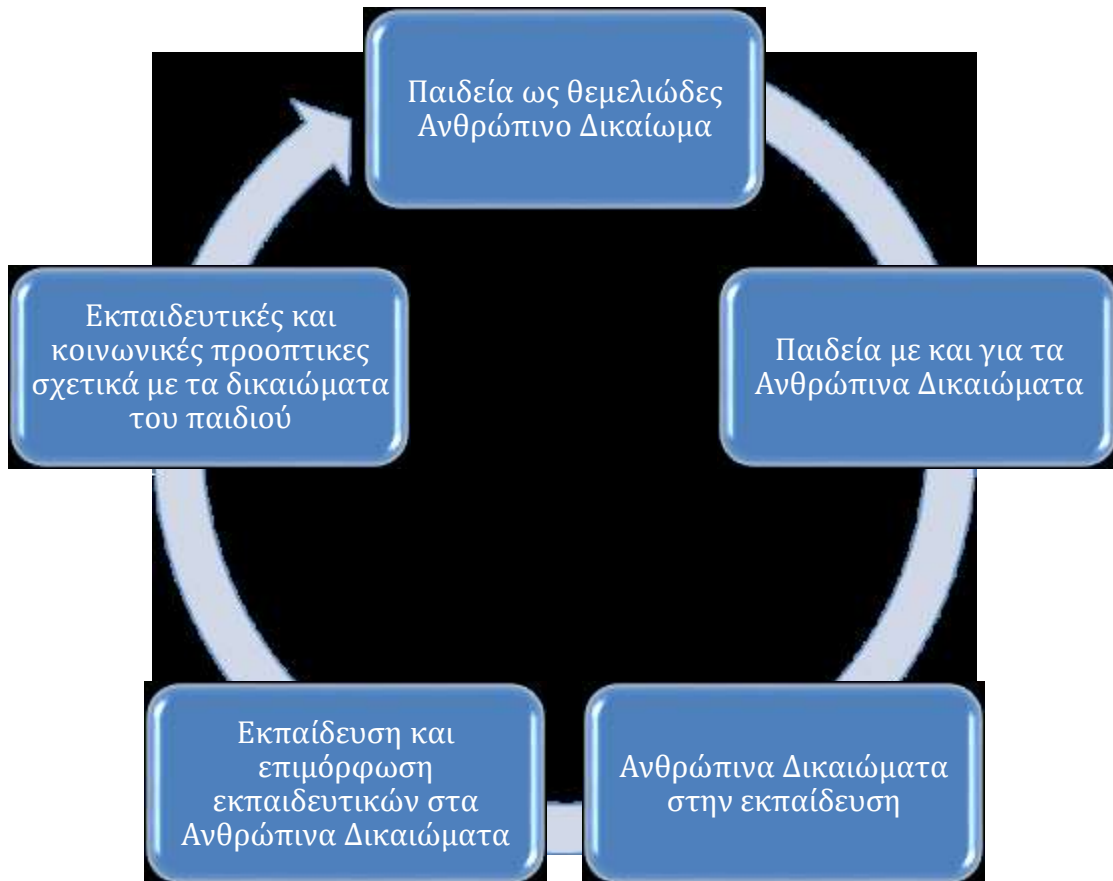 Παιδεία ως θεμελιώδες
Ανθρώπινο Δικαίωμα
Παιδεία με και για τα
Ανθρώπινα Δικαιώματα
Ανθρώπινα Δικαιώματα
στην εκπαίδευση
Εκπαίδευση και
επιμόρφωση
εκπαιδευτικών στα
Ανθρώπινα Δικαιώματα
Εκπαιδευτικές και
κοινωνικές προοπτικες
σχετικά με τα δικαιώματα
του παιδιού